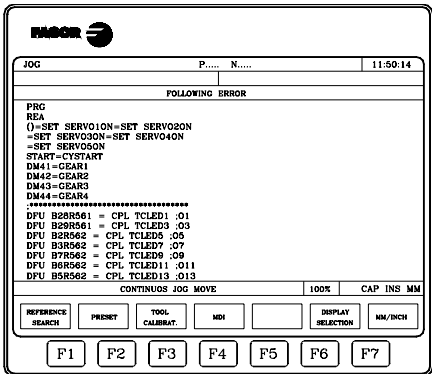 FAGOR
JOG P..... N..... 11:50:14
FOLLOWING ERROR
PRG
REA
()=SET SERVO1ON=SET SERVO2ON
=SET SERVO3ON=SET SERVO4ON
=SET SERVO5ON
START=CYSTART
DM41=GEAR1
DM42=GEAR2
DM43=GEAR3
DM44=GEAR4
;************************************
DFU B28R561 = CPL TCLED1 ;O1
DFU B29R561 = CPL TCLED3 ;O3
DFU B2R562 = CPL TCLED5 ;O5
DFU B3R562 = CPL TCLED7 ;O7
DFU B7R562 = CPL TCLED9 ;O9
DFU B6R562 = CPL TCLED11 ;O11
DFU B5R562 = CPL TCLED13 ;O13
CONTINUOS JOG MOVE 100% CAP INS MM
REFERENCE SEARCH PRESET TOOL CALIBRAT. MDI DISPLAY SELECTION MM/INCH
F1 F2 F3 F4 F5 F6 F7